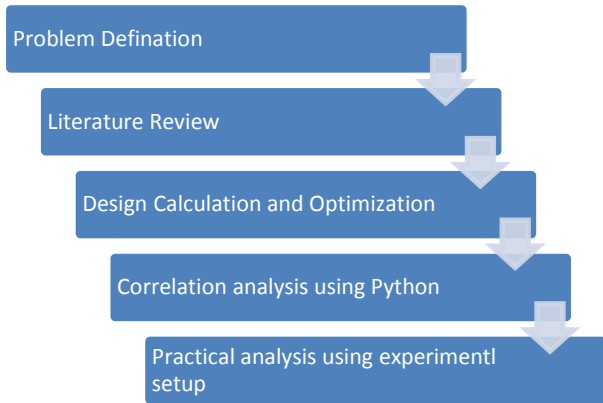 Problem Defination
Literature Review
Design Calculation and Optimization
Correlation analysis using Python
Practical analysis using experimentl
setup